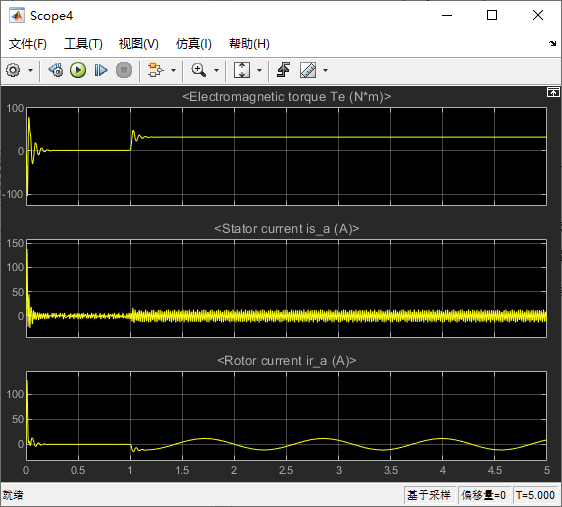 Scope4
文件(F) 工具(T) 视图(V) 仿真(I) 帮助(H)
<Electromagnetic torque Te (N*m)>
100
0
-100
<Stator current is_a (A)>
150
100
50
0
<Rotor current ir_a (A)>
100
50
0
0 0.5 1 1.5 2 2.5 3 3.5 4 4.5 5
就绪 基于采样 偏移量=0 T=5.000